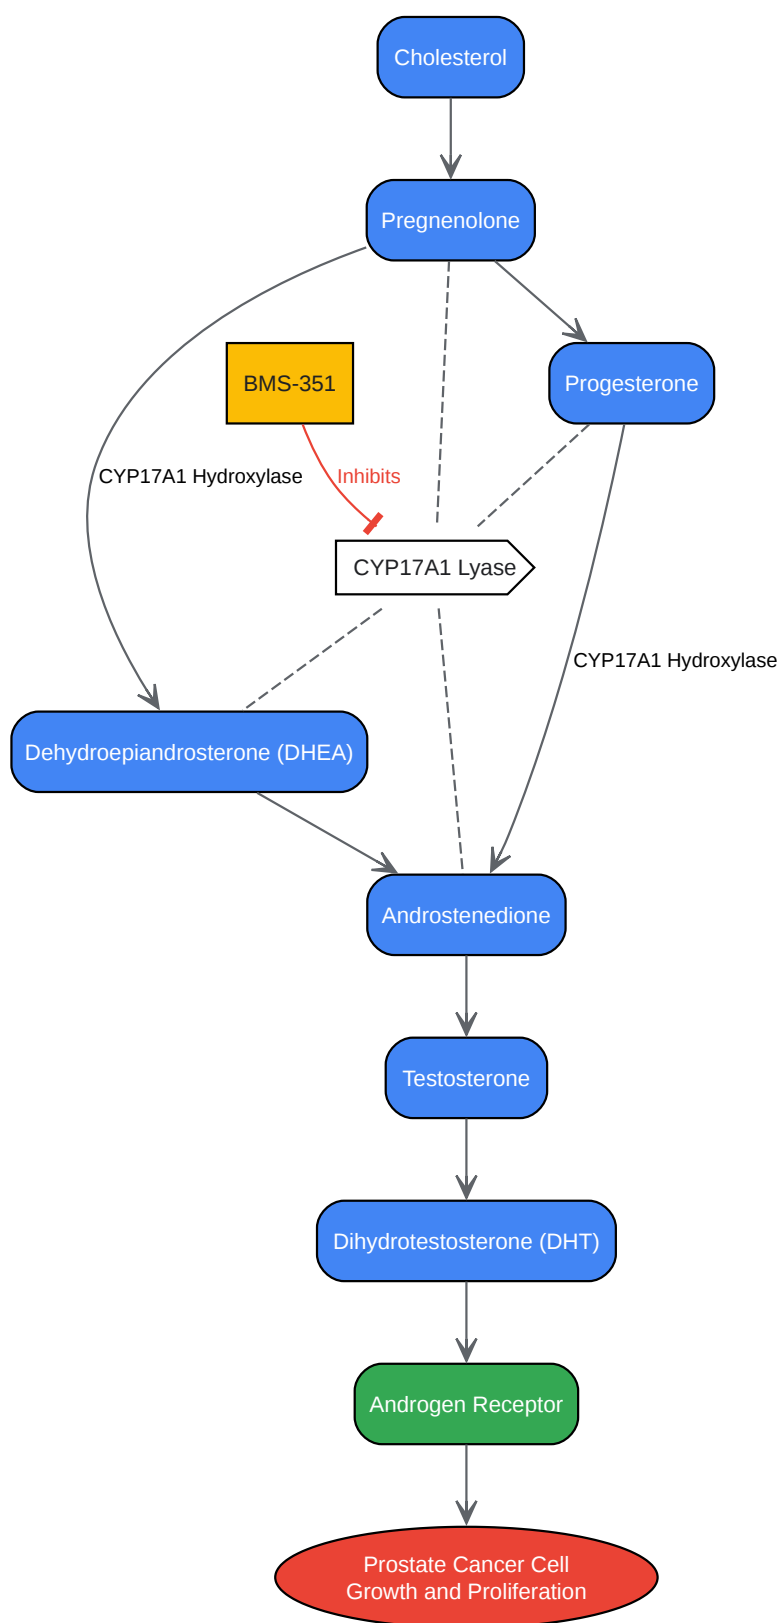 Cholesterol
Pregnenolone
BMS-351
Progesterone
CYP17A1 Hydroxylase
Inhibits
CYP17A1 Lyase
CYP17A1 Hydroxylase
Dehydroepiandrosterone (DHEA)
Androstenedione
Testosterone
Dihydrotestosterone (DHT)
Androgen Receptor
Prostate Cancer Cell
Growth and Proliferation